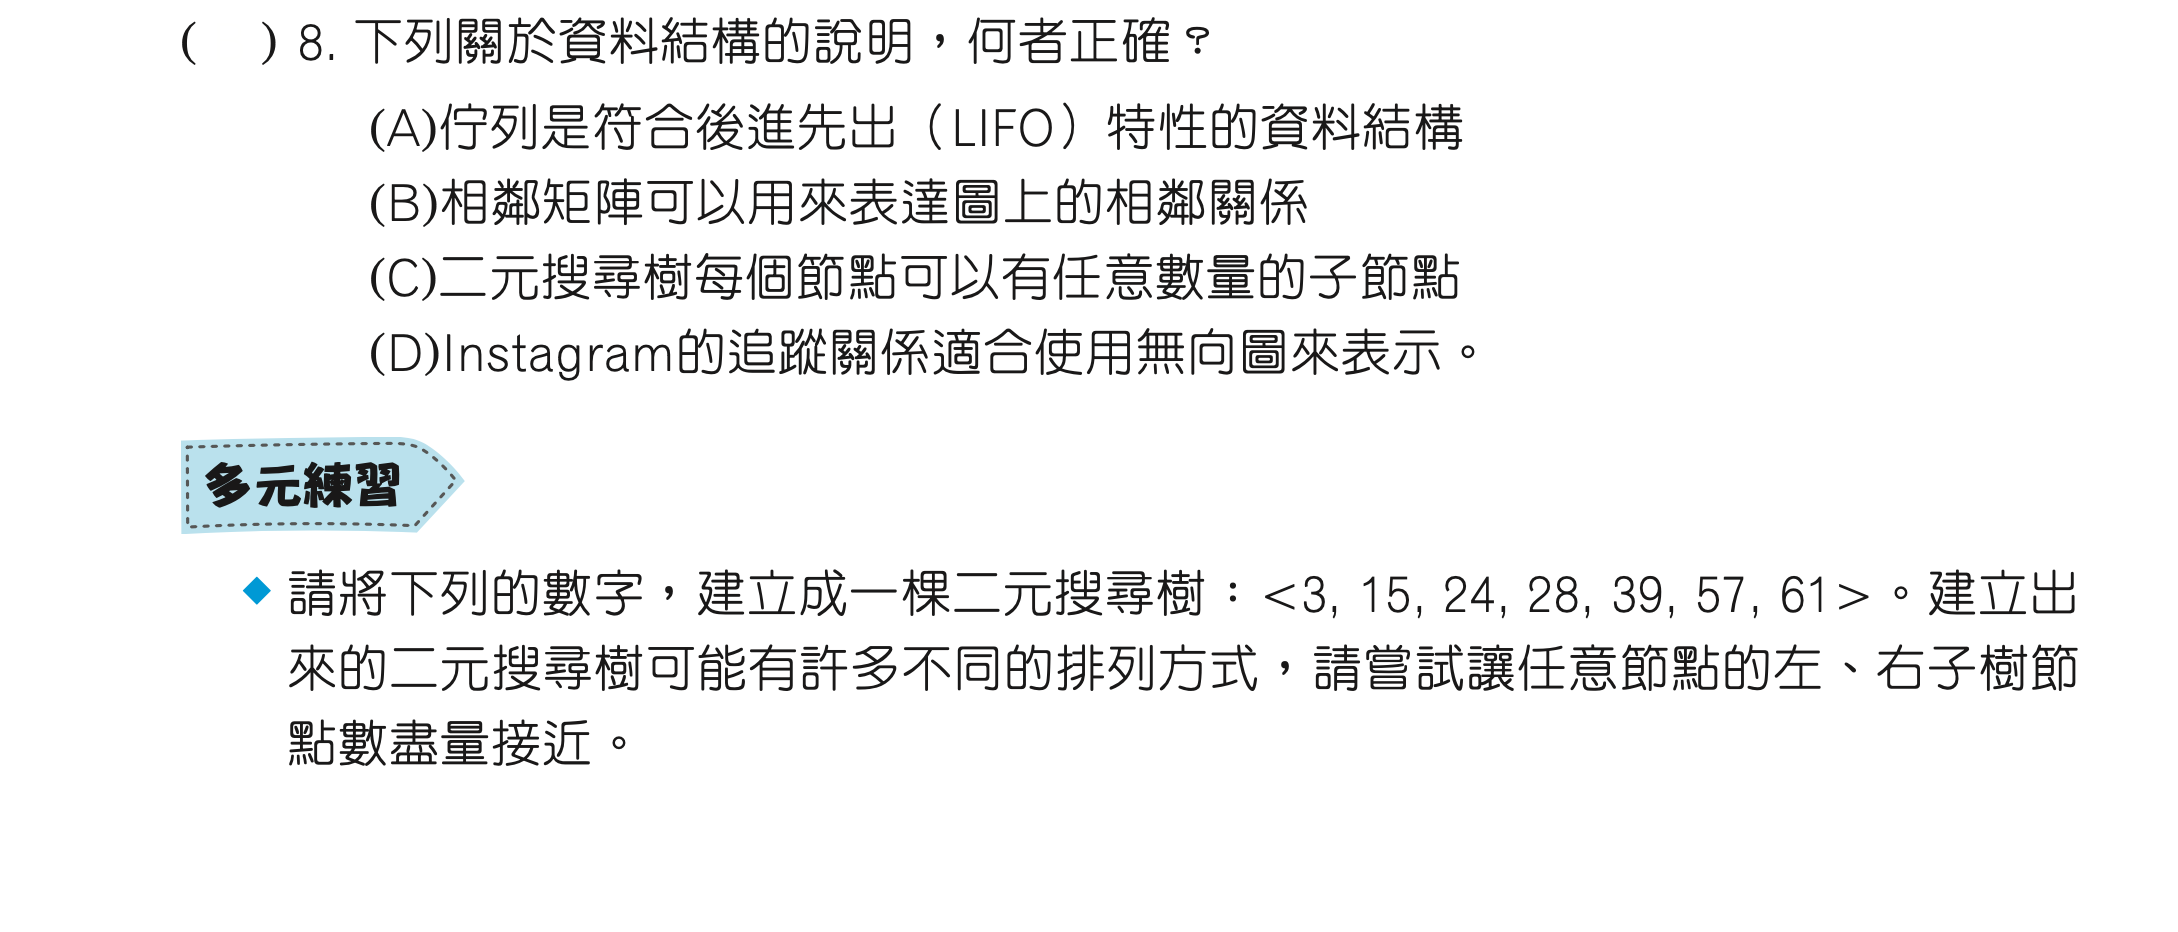 (　) 8. 下列關於資料結構的說明，何者正確？
(A)佇列是符合後進先出（LIFO）特性的資料結構
(B)相鄰矩陣可以用來表達圖上的相鄰關係
(C)二元搜尋樹每個節點可以有任意數量的子節點
(D)Instagram的追蹤關係適合使用無向圖來表示。
多元練習
◆ 請將下列的數字，建立成一棵二元搜尋樹：<3, 15, 24, 28, 39, 57, 61>。建立出
來的二元搜尋樹可能有許多不同的排列方式，請嘗試讓任意節點的左、右子樹節
點數盡量接近。